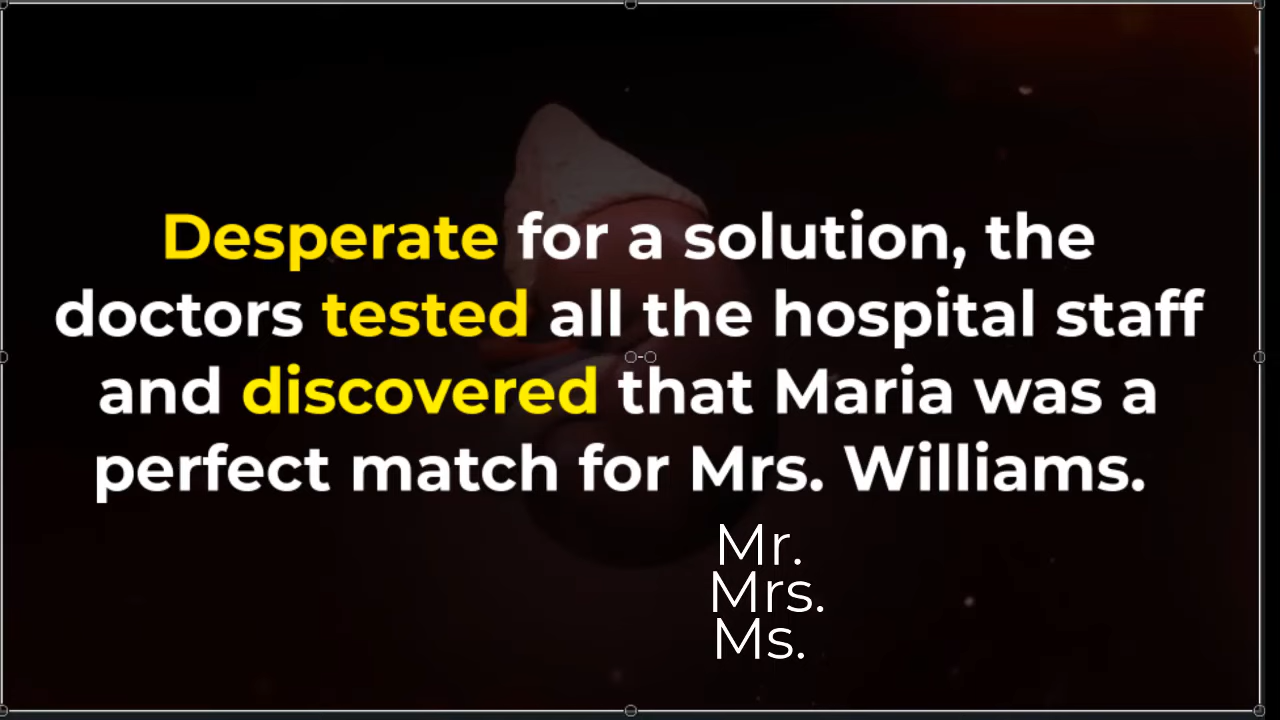 Desperate for a solution, the
doctors tested all the hospital staff
and discovered that Maria was a
perfect match for Mrs. Williams.
Mr.
Mrs.
Ms.